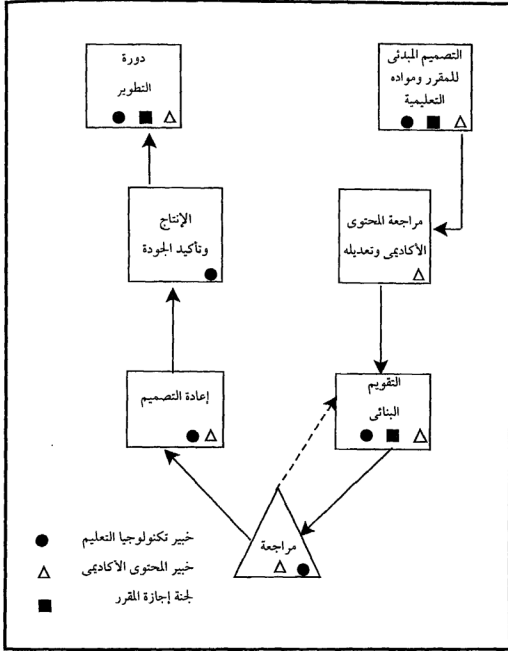 التصميم المبدئى
للمقرر ومواده
التعليمية
مراجعة المحتوى
الأكاديمى وتعديله
التقويم
البنائى
مراجعة
إعادة التصميم
الإنتاج
وتأكيد الجودة
دورة
التطوير
خبير تكنولوجيا التعليم
خبير المحتوى الأكاديمى
لجنة إجازة المقرر